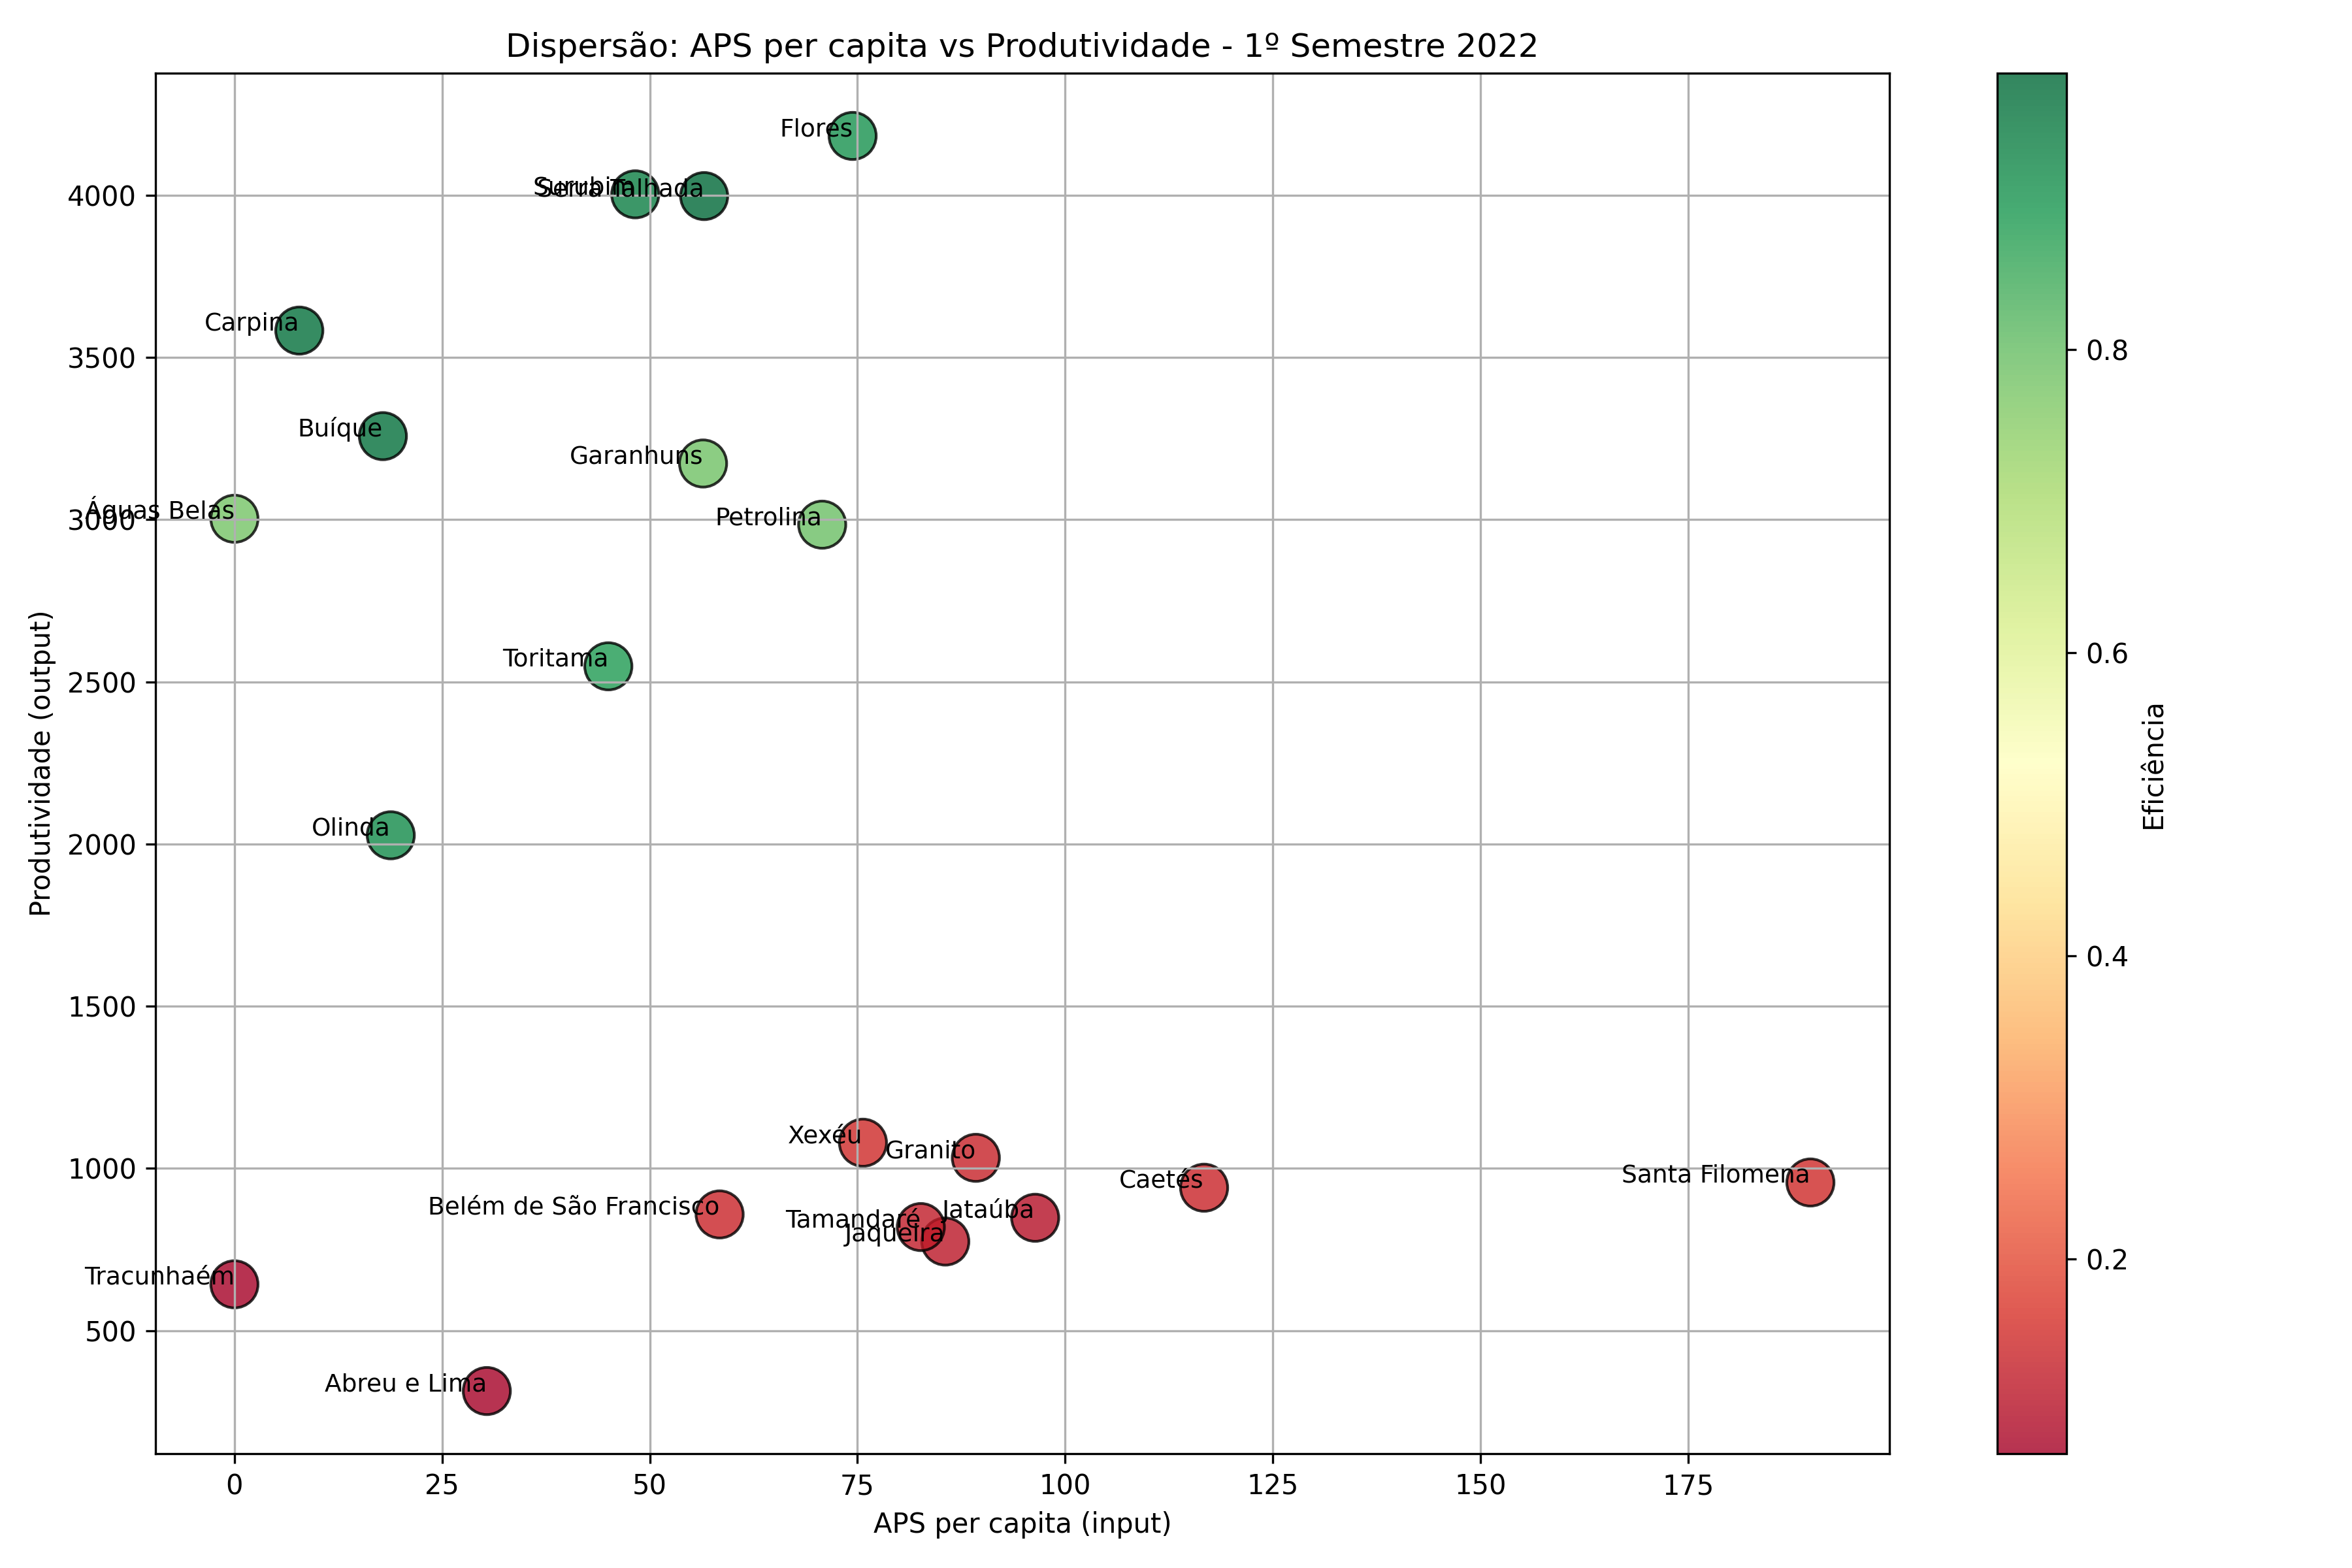 Dispersão: APS per capita vs Produtividade - 1º Semestre 2022
Produtividade (output)
4000
3500
3000
2500
2000
1500
1000
500
Flores
Surubim
Serra Talhada
Carpina
Buíque
Garanhuns
Águas Belas
Petrolina
Toritama
Olinda
Xexéu
Granito
Caetés
Santa Filomena
Belém de São Francisco
Jataúba
Tamandaré
Jaqueira
Tracunhaém
Abreu e Lima
0
25
50
75
100
125
150
175
APS per capita (input)
0.8
0.6
0.4
0.2
Eficiência